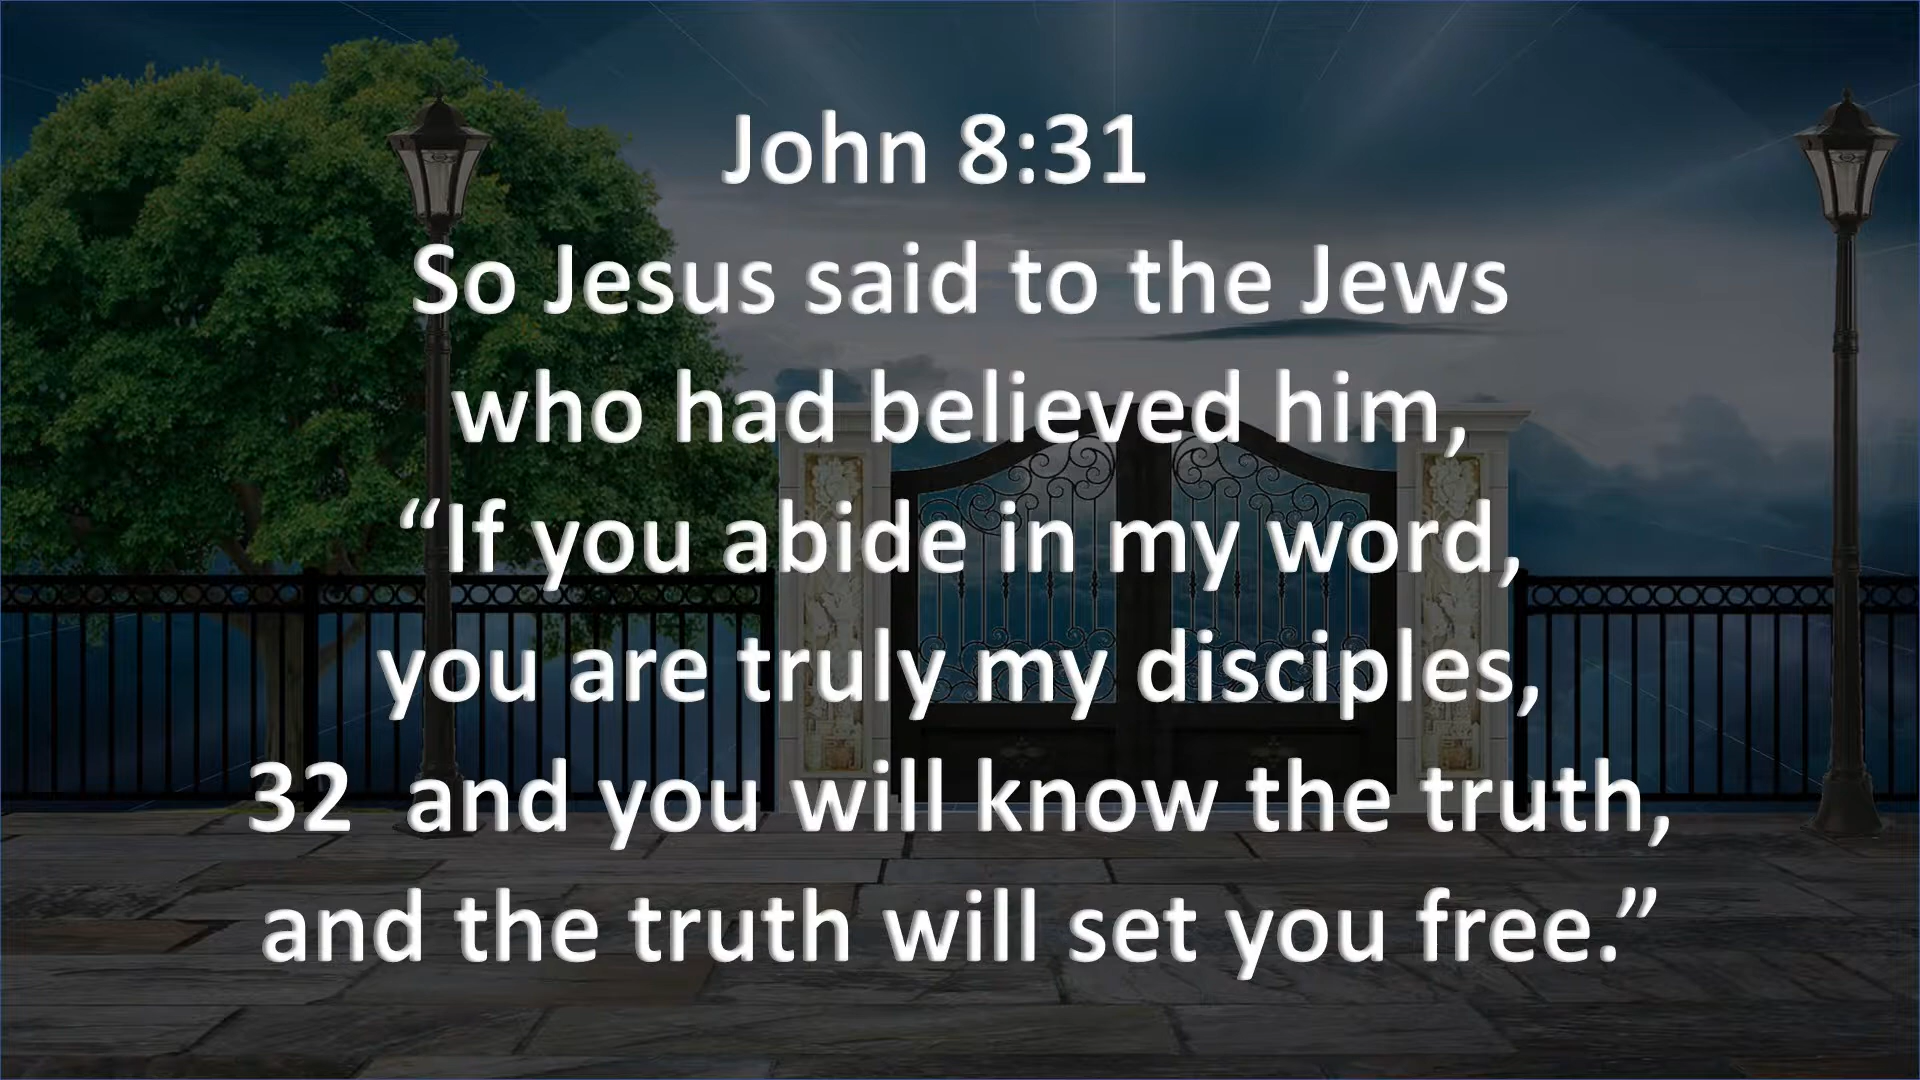 John 8:31
So Jesus said to the Jews
who had believed him,
“If you abide in my word,
you are truly my disciples,
32  and you will know the truth,
and the truth will set you free.”